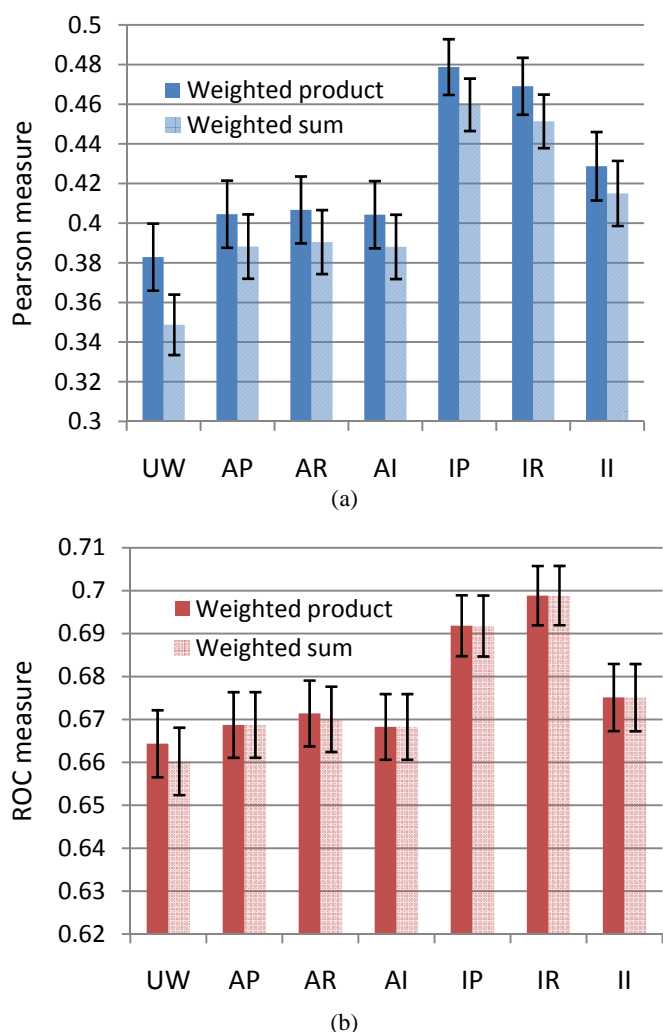 0.5
0.48
0.46
0.44
0.42
0.4
0.38
0.36
0.34
0.32
0.3
Pearson measure
Weighted product
Weighted sum
UW AP AR AI IP IR II
(a)
0.71
0.7
0.69
0.68
0.67
0.66
0.65
0.64
0.63
0.62
ROC measure
Weighted product
Weighted sum
UW AP AR AI IP IR II
(b)